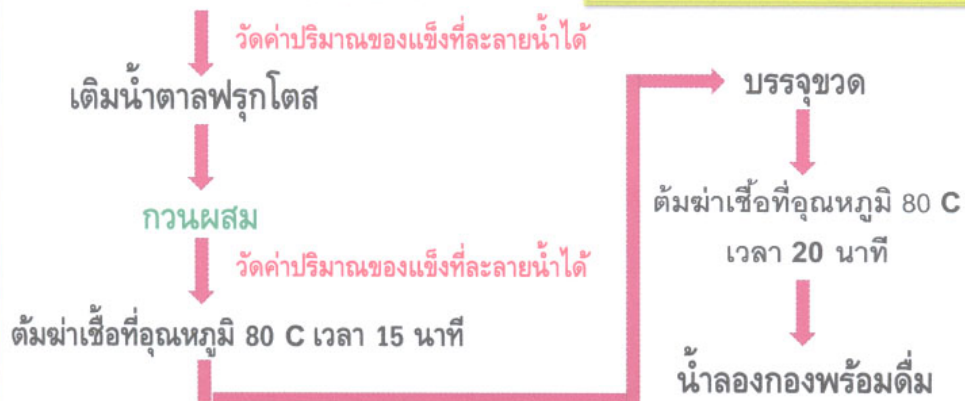 วัดค่าปริมาณของแข็งที่ละลายน้ำได้
เติมน้ำตาลฟรุกโตส
กวนผสม
วัดค่าปริมาณของแข็งที่ละลายน้ำได้
ต้มฆ่าเชื้อที่อุณหภูมิ 80 C เวลา 15 นาที
บรรจุขวด
ต้มฆ่าเชื้อที่อุณหภูมิ 80 C
เวลา 20 นาที
น้ำลองกองพร้อมดื่ม